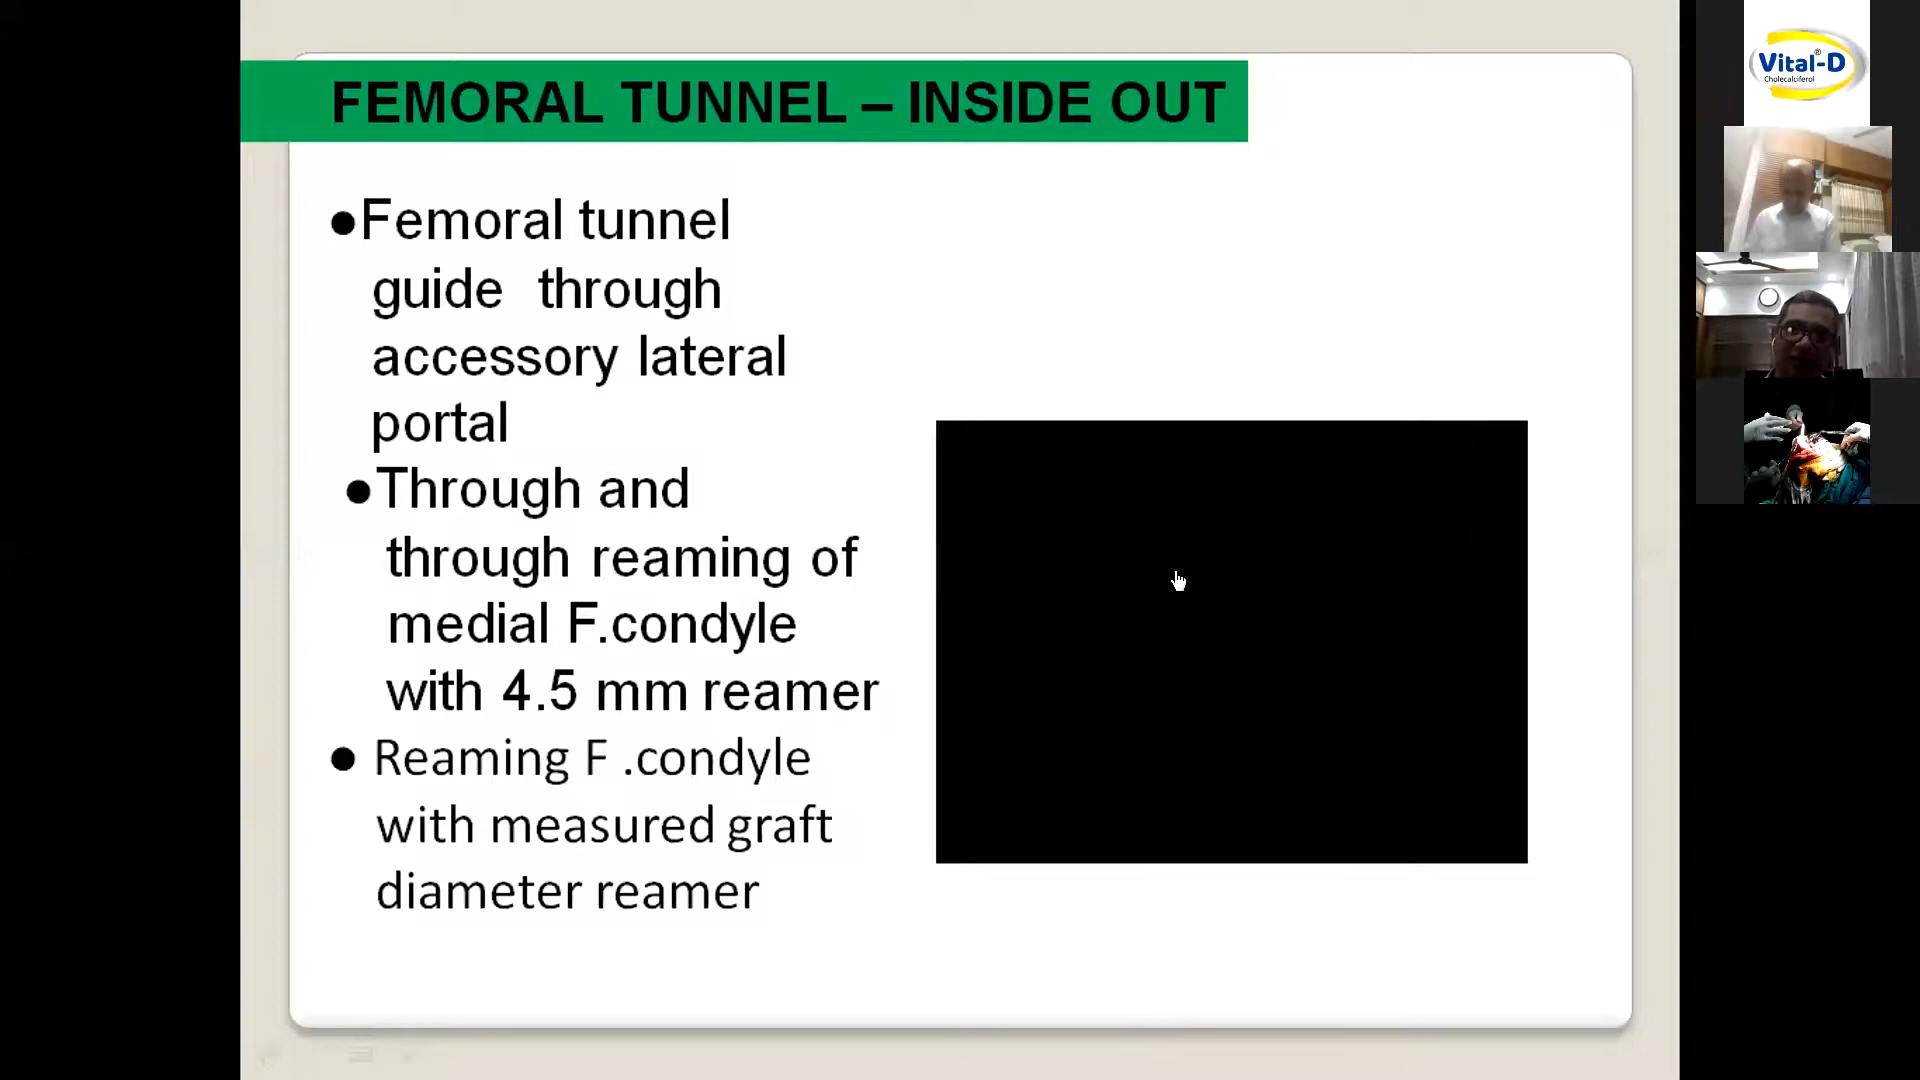 FEMORAL TUNNEL – INSIDE OUT
●Femoral tunnel
guide through
accessory lateral
portal
●Through and
through reaming of
medial F.condyle
with 4.5 mm reamer
● Reaming F .condyle
with measured graft
diameter reamer
Vital-D®
Cholecalciferol